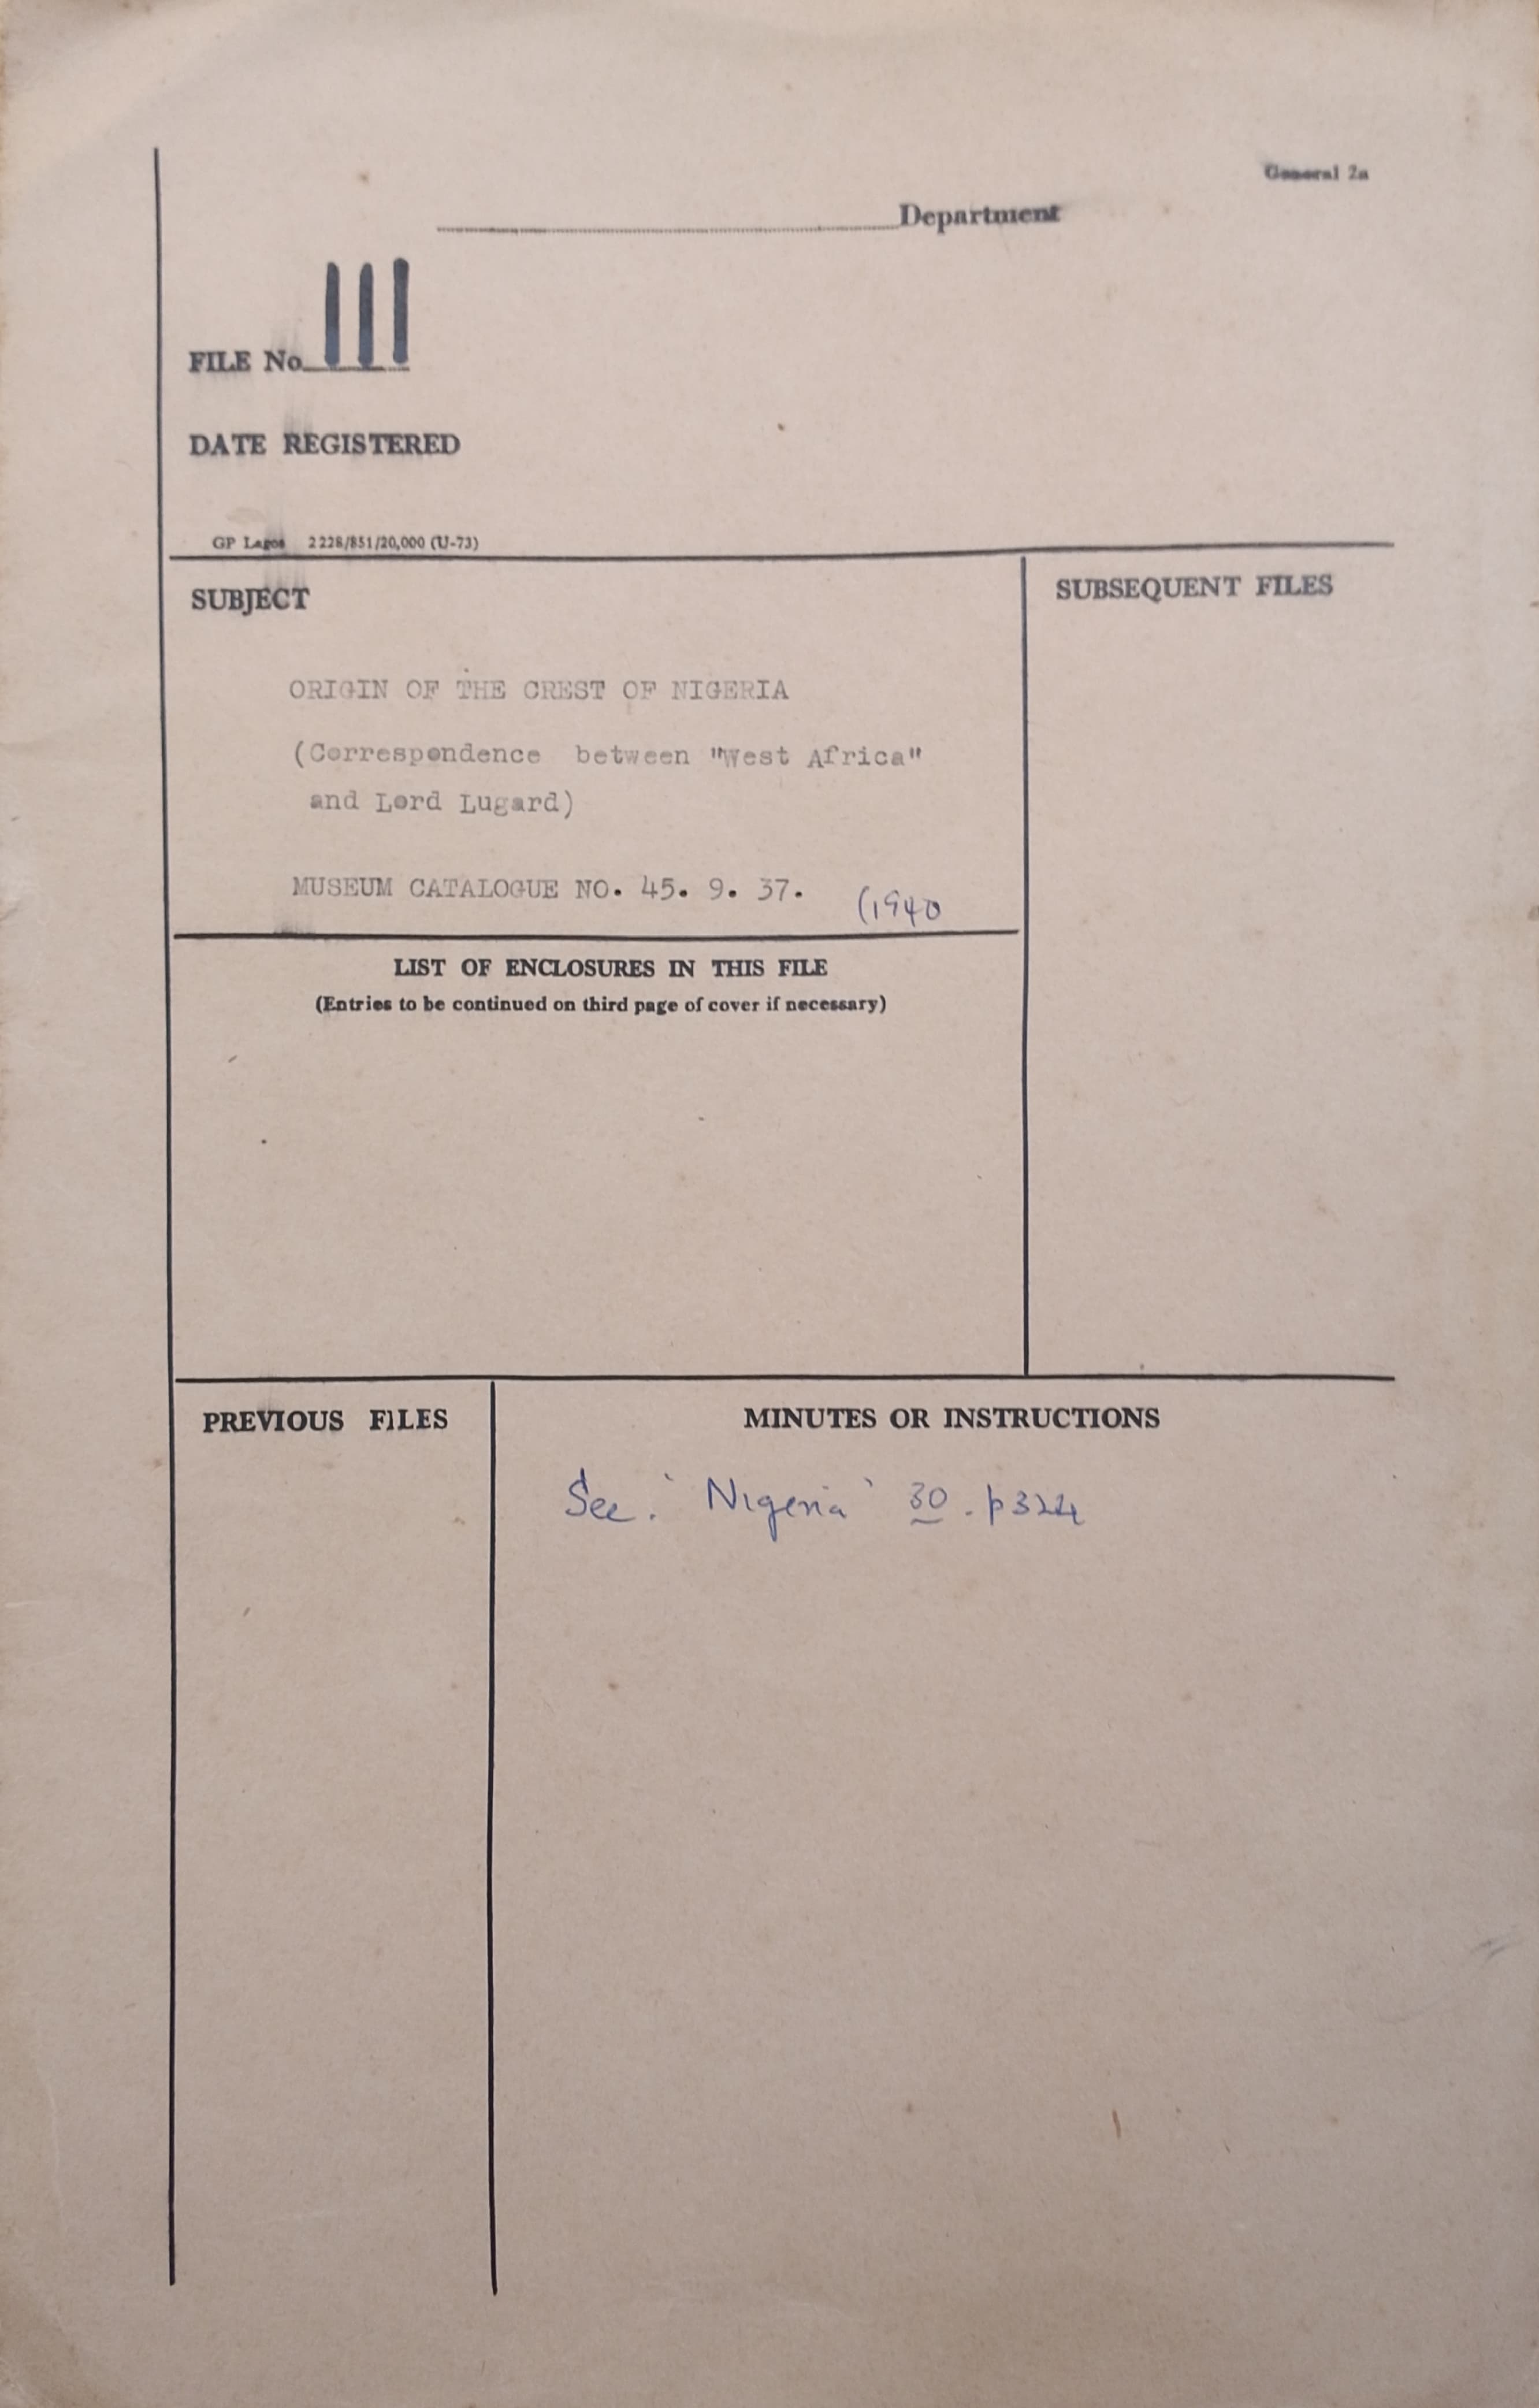 General 2a
Department
FILE No. 111
DATE REGISTERED
GP Lagos 2228/851/20,000 (U-73)
SUBJECT
SUBSEQUENT FILES
ORIGIN OF THE CREST OF NIGERIA
(Correspondence between "West Africa"
and Lord Lugard)
MUSEUM CATALOGUE NO. 45. 9. 37. (1940
LIST OF ENCLOSURES IN THIS FILE
(Entries to be continued on third page of cover if necessary)
PREVIOUS FILES
MINUTES OR INSTRUCTIONS
See. 'Nigeria' 30. p324